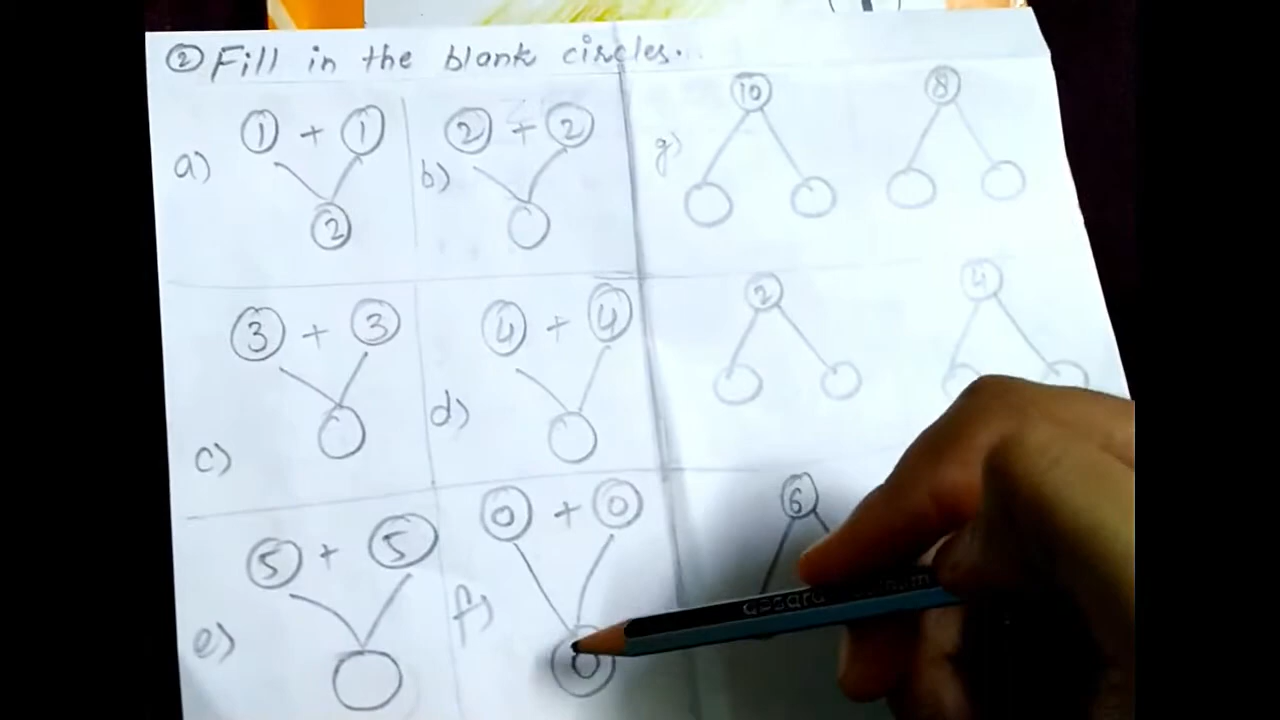 ② Fill in the blank circles..
a) 1 + 1
2
b) 2 + 2
c) 3 + 3
d) 4 + 4
e) 5 + 5
f) 0 + 0
0
g) 10 8
2 4
6